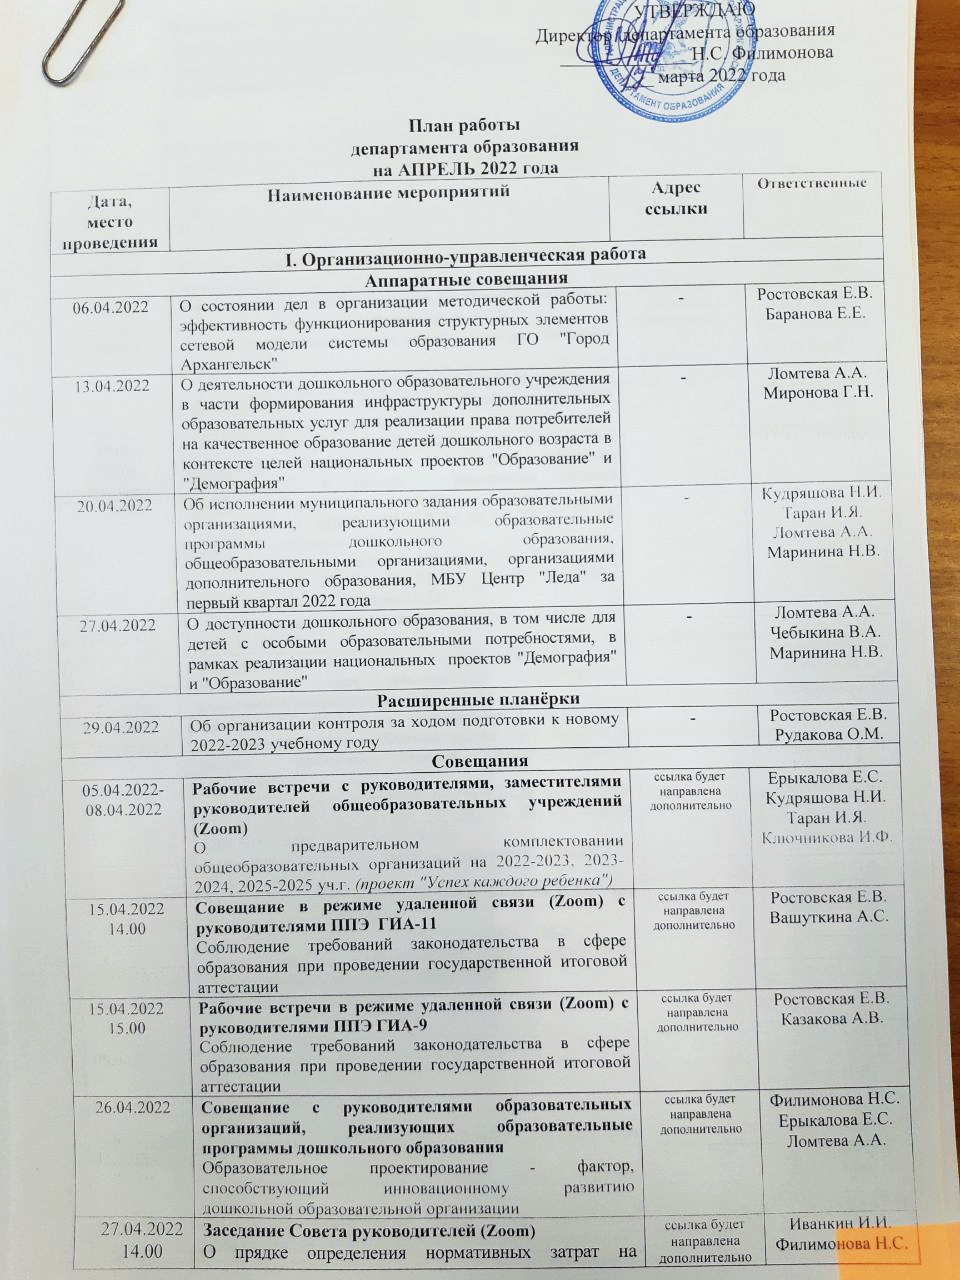 УТВЕРЖДАЮ
Директор департамента образования
Н.С. Филимонова
марта 2022 года
ДЕПАРТАМЕНТ ОБРАЗОВАНИЯ
План работы
департамента образования
на АПРЕЛЬ 2022 года
Дата,
место
проведения
Наименование мероприятий
Адрес
ссылки
Ответственные
I. Организационно-управленческая работа
Аппаратные совещания
06.04.2022
О состоянии дел в организации методической работы:
эффективность функционирования структурных элементов
сетевой модели системы образования ГО "Город
Архангельск"
-
Ростовская Е.В.
Баранова Е.Е.
13.04.2022
О деятельности дошкольного образовательного учреждения
в части формирования инфраструктуры дополнительных
образовательных услуг для реализации права потребителей
на качественное образование детей дошкольного возраста в
контексте целей национальных проектов "Образование" и
"Демография"
-
Ломтева А.А.
Миронова Г.Н.
20.04.2022
Об исполнении муниципального задания образовательными
организациями, реализующими образовательные
программы дошкольного образования,
общеобразовательными организациями, организациями
дополнительного образования, МБУ Центр "Леда" за
первый квартал 2022 года
-
Кудряшова Н.И.
Таран И.Я.
Ломтева А.А.
Маринина Н.В.
27.04.2022
О доступности дошкольного образования, в том числе для
детей с особыми образовательными потребностями, в
рамках реализации национальных проектов "Демография"
и "Образование"
-
Ломтева А.А.
Чебыкина В.А.
Маринина Н.В.
Расширенные планёрки
29.04.2022
Об организации контроля за ходом подготовки к новому
2022-2023 учебному году
-
Ростовская Е.В.
Рудакова О.М.
Совещания
05.04.2022-
08.04.2022
Рабочие встречи с руководителями, заместителями
руководителей общеобразовательных учреждений
(Zoom)
О предварительном комплектовании
общеобразовательных организаций на 2022-2023, 2023-
2024, 2025-2025 уч.г. (проект "Успех каждого ребенка")
ссылка будет
направлена
дополнительно
Ерыкалова Е.С.
Кудряшова Н.И.
Таран И.Я.
Ключникова И.Ф.
15.04.2022
14.00
Совещание в режиме удаленной связи (Zoom) с
руководителями ППЭ ГИА-11
Соблюдение требований законодательства в сфере
образования при проведении государственной итоговой
аттестации
ссылка будет
направлена
дополнительно
Ростовская Е.В.
Вашуткина А.С.
15.04.2022
15.00
Рабочие встречи в режиме удаленной связи (Zoom) с
руководителями ППЭ ГИА-9
Соблюдение требований законодательства в сфере
образования при проведении государственной итоговой
аттестации
ссылка будет
направлена
дополнительно
Ростовская Е.В.
Казакова А.В.
26.04.2022
Совещание с руководителями образовательных
организаций, реализующих образовательные
программы дошкольного образования
Образовательное проектирование - фактор,
способствующий инновационному развитию
дошкольной образовательной организации
ссылка будет
направлена
дополнительно
Филимонова Н.С.
Ерыкалова Е.С.
Ломтева А.А.
27.04.2022
14.00
Заседание Совета руководителей (Zoom)
О прядке определения нормативных затрат на
ссылка будет
направлена
дополнительно
Иванкин И.И.
Филимонова Н.С.